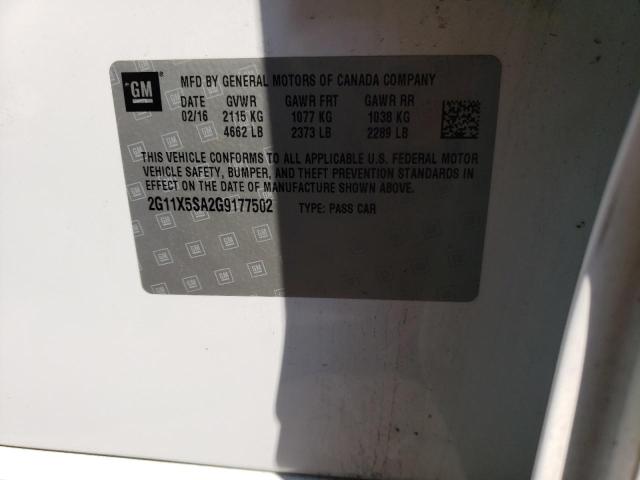 GM
MFD BY GENERAL MOTORS OF CANADA COMPANY
DATE GVWR GAWR FRT GAWR RR
02/16 2115 KG 1077 KG 1038 KG
4662 LB 2373 LB 2289 LB
THIS VEHICLE CONFORMS TO ALL APPLICABLE U.S. FEDERAL MOTOR
VEHICLE SAFETY, BUMPER, AND THEFT PREVENTION STANDARDS IN
EFFECT ON THE DATE OF MANUFACTURE SHOWN ABOVE.
2G11X5SA2G9177502 TYPE: PASS CAR